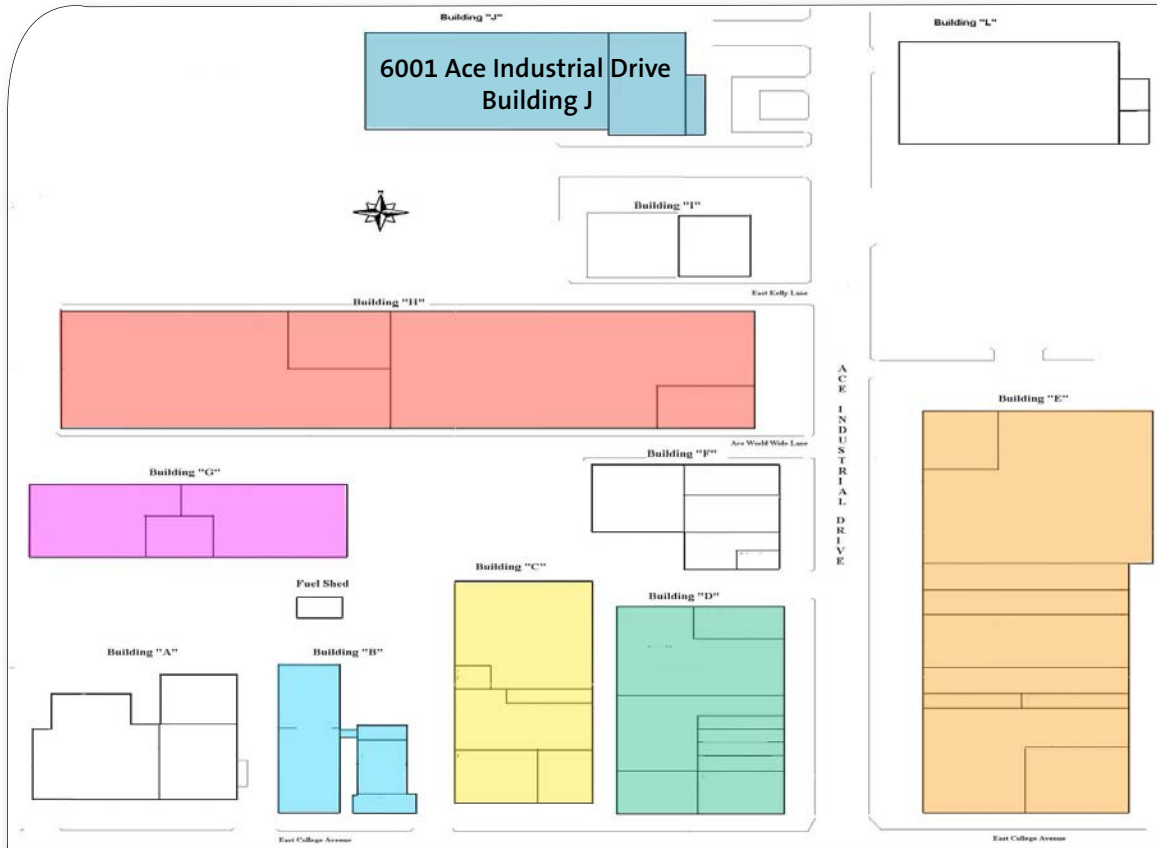 Building "J"
Building "L"
6001 Ace Industrial Drive
Building J
N
Building "I"
East Kelly Lane
Building "H"
ACE INDUSTRIAL DRIVE
Building "E"
Ace World Wide Lane
Building "F"
Building "G"
Building "C"
Fuel Shed
Building "D"
Building "A"
Building "B"
East College Avenue
East College Avenue